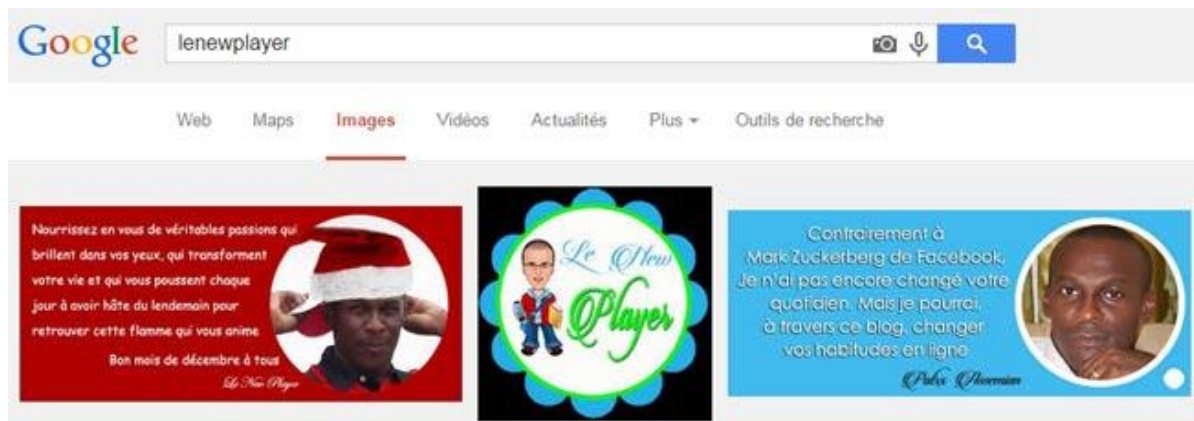 Google
lenewplayer
Web Maps Images Vidéos Actualités Plus Outils de recherche
Nourrissez en vous de véritables passions qui
brillent dans vos yeux, qui transforment
votre vie et qui vous poussent chaque
jour à avoir hâte du lendemain pour
retrouver cette flamme qui vous anime
Bon mois de décembre à tous
Le New Player
Le New
Player
Contrairement à
Mark Zuckerberg de Facebook,
Je n'ai pas encore changé votre
quotidien. Mais je pourrai,
à travers ce blog, changer
vos habitudes en ligne